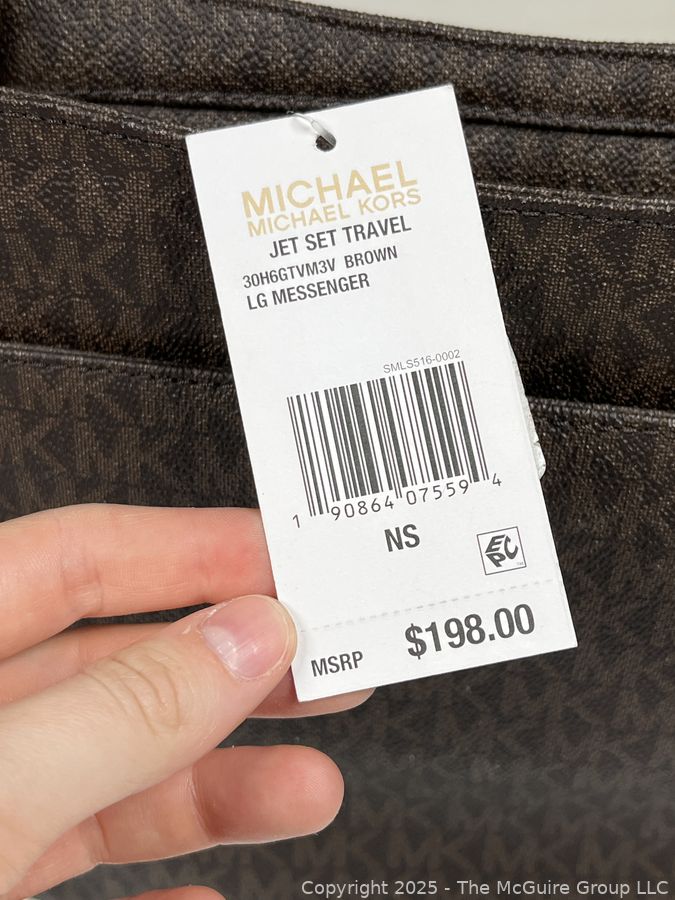 MICHAEL
MICHAEL KORS
JET SET TRAVEL
30H6GTVM3V BROWN
LG MESSENGER
SMLS516-0002
1 90864 07559 4
NS
EPC
MSRP $198.00
Copyright 2025 - The McGuire Group LLC